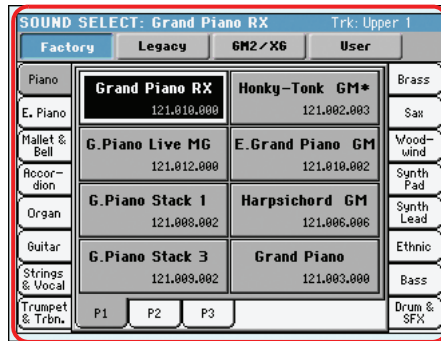 SOUND SELECT: Grand Piano RX Trk: Upper 1
Factory Legacy GM2/XG User
Piano
E. Piano
Mallet &
Bell
Accor-
dion
Organ
Guitar
Strings
& Vocal
Trumpet
& Trbn.
Grand Piano RX
121.010.000
Honky-Tonk GM*
121.002.003
G.Piano Live MG
121.012.000
E.Grand Piano GM
121.010.002
G.Piano Stack 1
121.008.002
Harpsichord GM
121.006.006
G.Piano Stack 3
121.009.002
Grand Piano
121.003.000
P1 P2 P3
Brass
Sax
Wood-
wind
Synth
Pad
Synth
Lead
Ethnic
Bass
Drum &
SFX